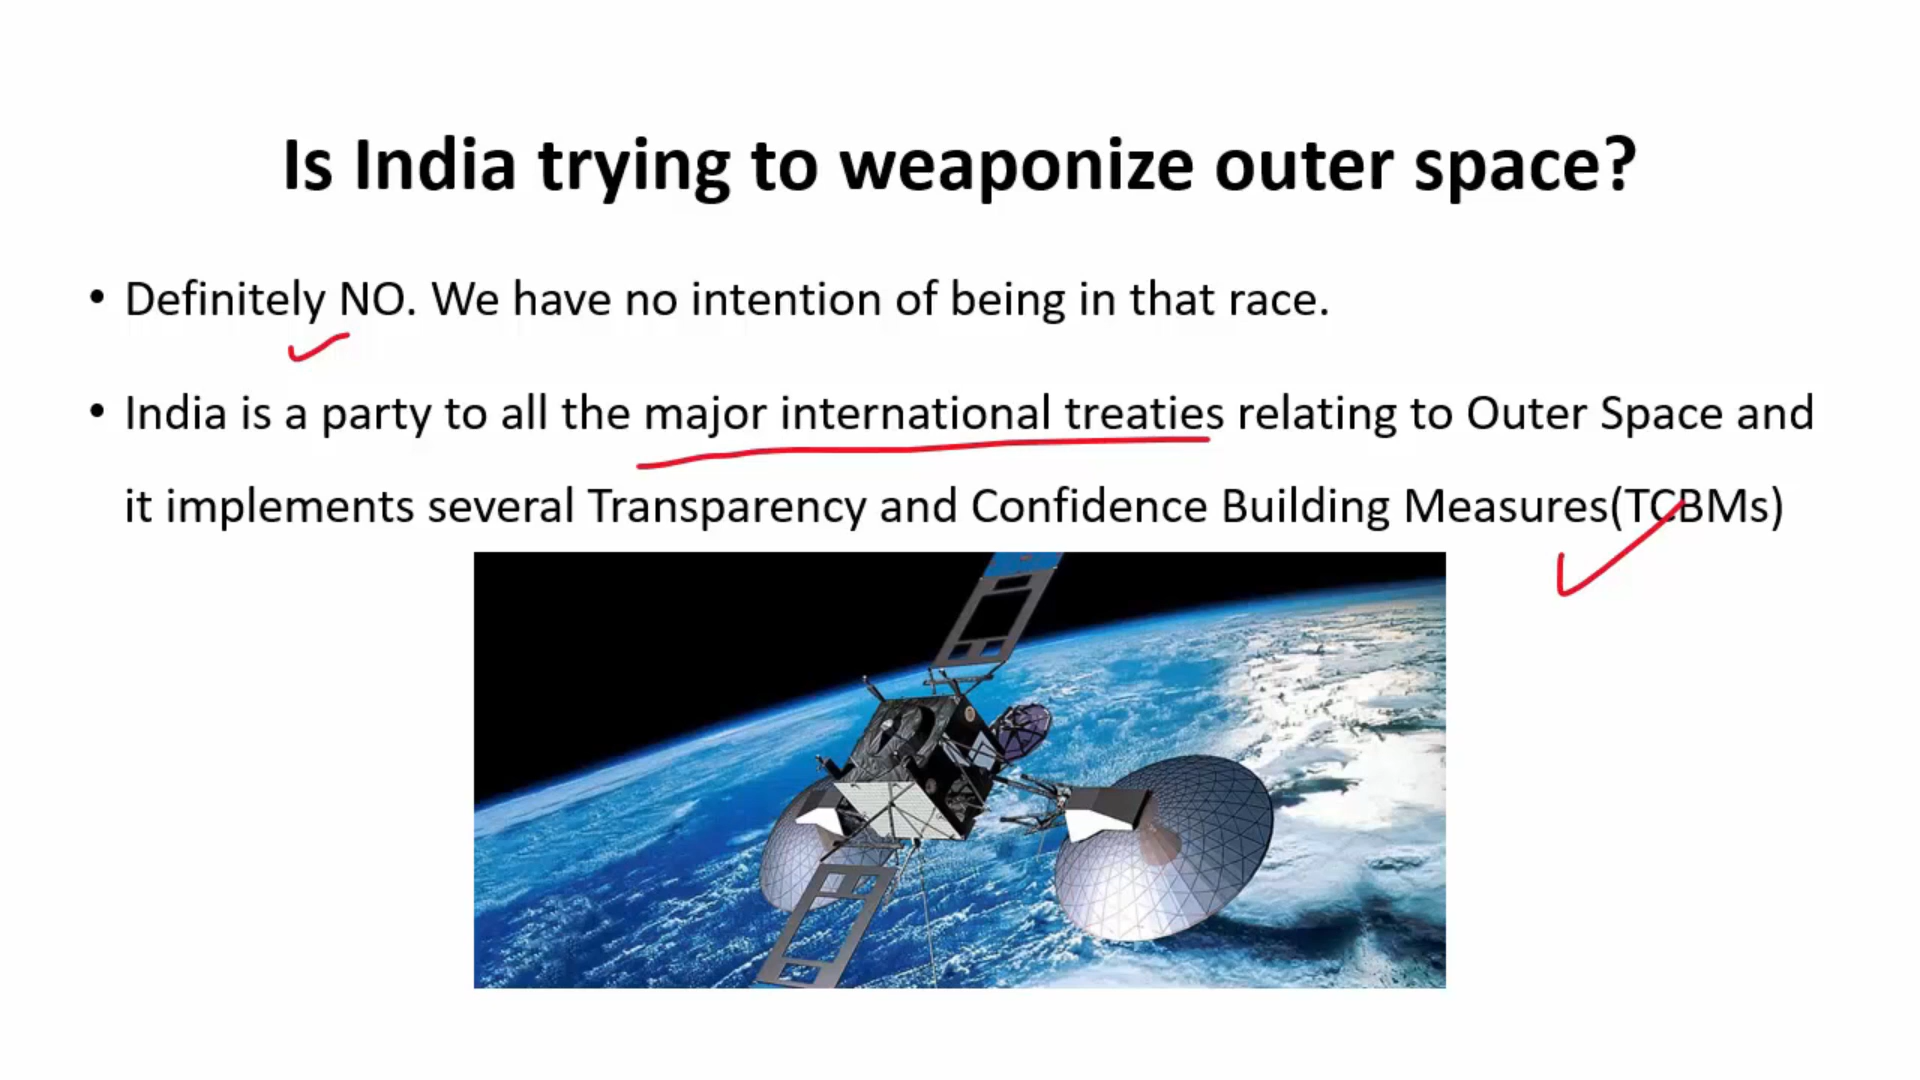 Is India trying to weaponize outer space?
• Definitely NO. We have no intention of being in that race.
• India is a party to all the major international treaties relating to Outer Space and
it implements several Transparency and Confidence Building Measures(TCBMs)